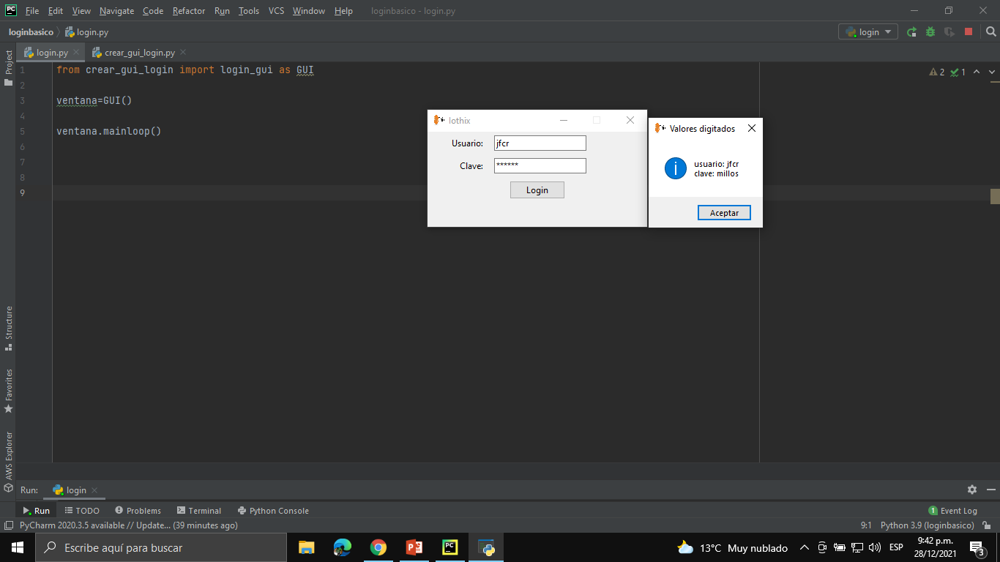 File Edit View Navigate Code Refactor Run Tools VCS Window Help loginbasico - login.py
loginbasico login.py
login
login.py crear_gui_login.py
Project
1 from crear_gui_login import login_gui as GUI
2 1
2
3 ventana=GUI()
4
5 ventana.mainloop()
6
7
8
9
lothix
Usuario: jfcr
Clave: ******
Login
Valores digitados
usuario: jfcr
clave: millos
Aceptar
Structure
Favorites
AWS Explorer
Run: login
Run TODO Problems Terminal Python Console 1 Event Log
PyCharm 2020.3.5 available // Update... (39 minutes ago) 9:1 Python 3.9 (loginbasico)
Escribe aquí para buscar
13°C Muy nublado ESP
9:42 p.m.
28/12/2021
3